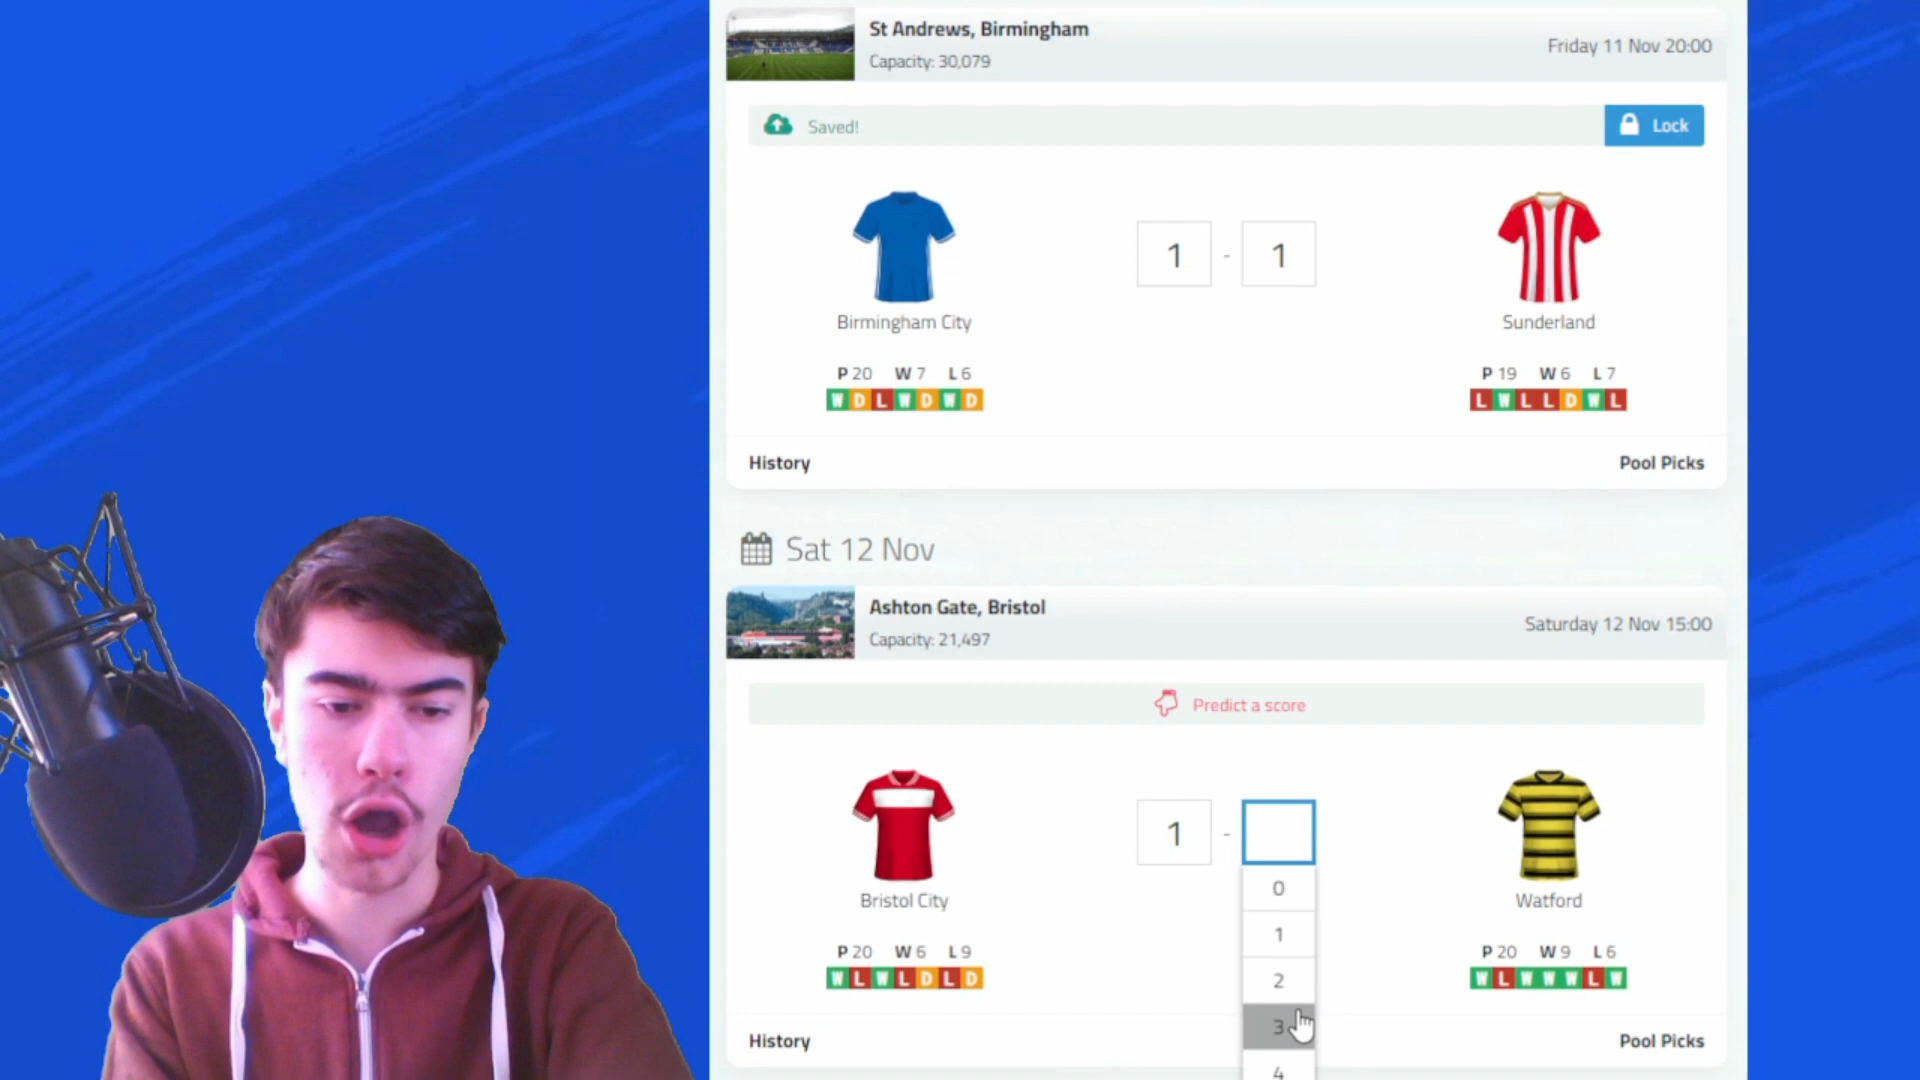 St Andrews, Birmingham
Capacity: 30,079
Friday 11 Nov 20:00
Saved!
Lock
1 - 1
Birmingham City
Sunderland
P 20 W 7 L 6
P 19 W 6 L 7
W D L W D W D
L W L L D W L
History
Pool Picks
Sat 12 Nov
Ashton Gate, Bristol
Capacity: 21,497
Saturday 12 Nov 15:00
Predict a score
1 -
0
Bristol City
Watford
1
P 20 W 6 L 9
P 20 W 9 L 6
W L W L D L D
2
W L W W W L W
3
History
Pool Picks
4